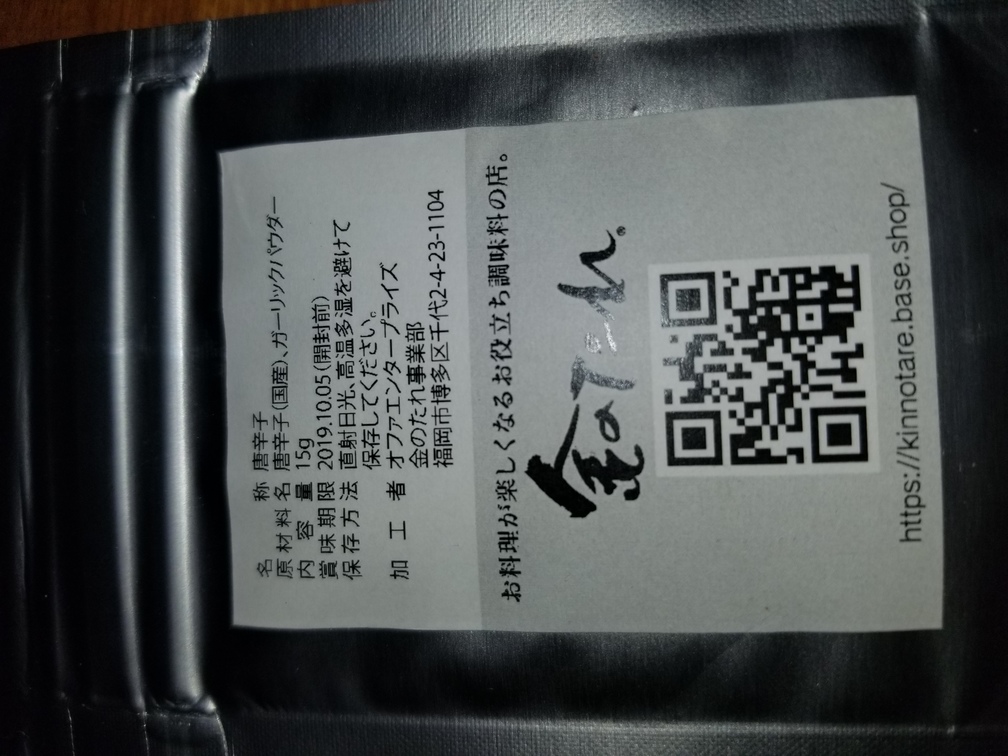 名称 唐辛子
原材料名 唐辛子(国産)、ガーリックパウダー
内容量 15g
賞味期限 2019.10.05(開封前)
保存方法 直射日光、高温多湿を避けて
保存してください。
加工者 オファエンタープライズ
金のたれ事業部
福岡市博多区千代2-4-23-1104
お料理が楽しくなるお役立ち調味料の店。
金のたれ®
https://kinnotare.base.shop/